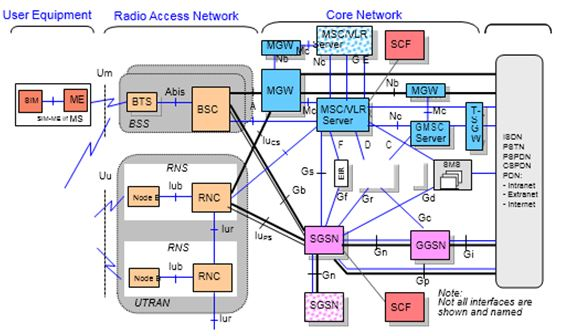 User Equipment
Radio Access Network
Core Network
MGW
MSC/VLR
Server
SCF
Nb
Nc
G E
Um
Abis
SIM
ME
SIM-ME i/f
MS
BTS
BSC
BSS
A
MGW
Mc
MSC/VLR
Server
Nb
MGW
Mc
Nc
GMSC
Server
T-
SGW
ISDN
PSTN
PSPDN
CSPDN
PDN:
- Intranet
- Extranet
- Internet
Iucs
F
D
C
Uu
RNS
Iub
Node B
RNC
Gs
Gb
EIR
Gf
Gr
SMS
Gd
Gc
Iur
IuPS
SGSN
GGSN
Gn
Gi
Gp
RNS
Iub
Node B
RNC
UTRAN
Iur
Gn
SGSN
SCF
Note:
Not all interfaces are
shown and named